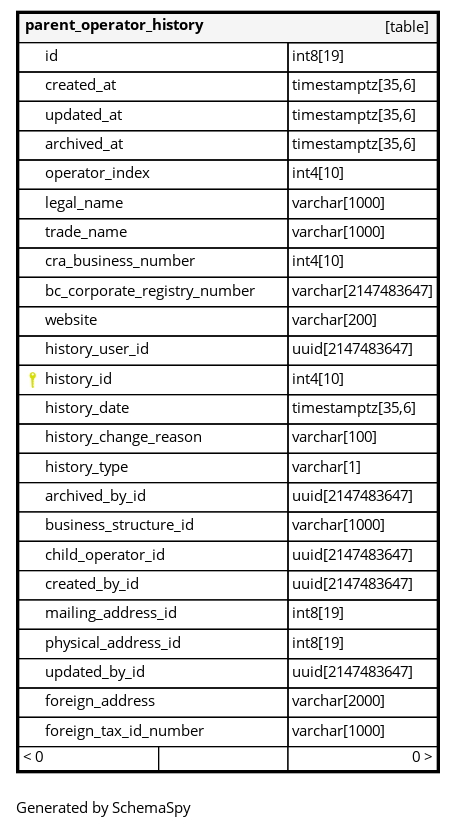 parent_operator_history [table]
id int8[19]
created_at timestamptz[35,6]
updated_at timestamptz[35,6]
archived_at timestamptz[35,6]
operator_index int4[10]
legal_name varchar[1000]
trade_name varchar[1000]
cra_business_number int4[10]
bc_corporate_registry_number varchar[2147483647]
website varchar[200]
history_user_id uuid[2147483647]
history_id int4[10]
history_date timestamptz[35,6]
history_change_reason varchar[100]
history_type varchar[1]
archived_by_id uuid[2147483647]
business_structure_id varchar[1000]
child_operator_id uuid[2147483647]
created_by_id uuid[2147483647]
mailing_address_id int8[19]
physical_address_id int8[19]
updated_by_id uuid[2147483647]
foreign_address varchar[2000]
foreign_tax_id_number varchar[1000]
< 0 0 >
Generated by SchemaSpy